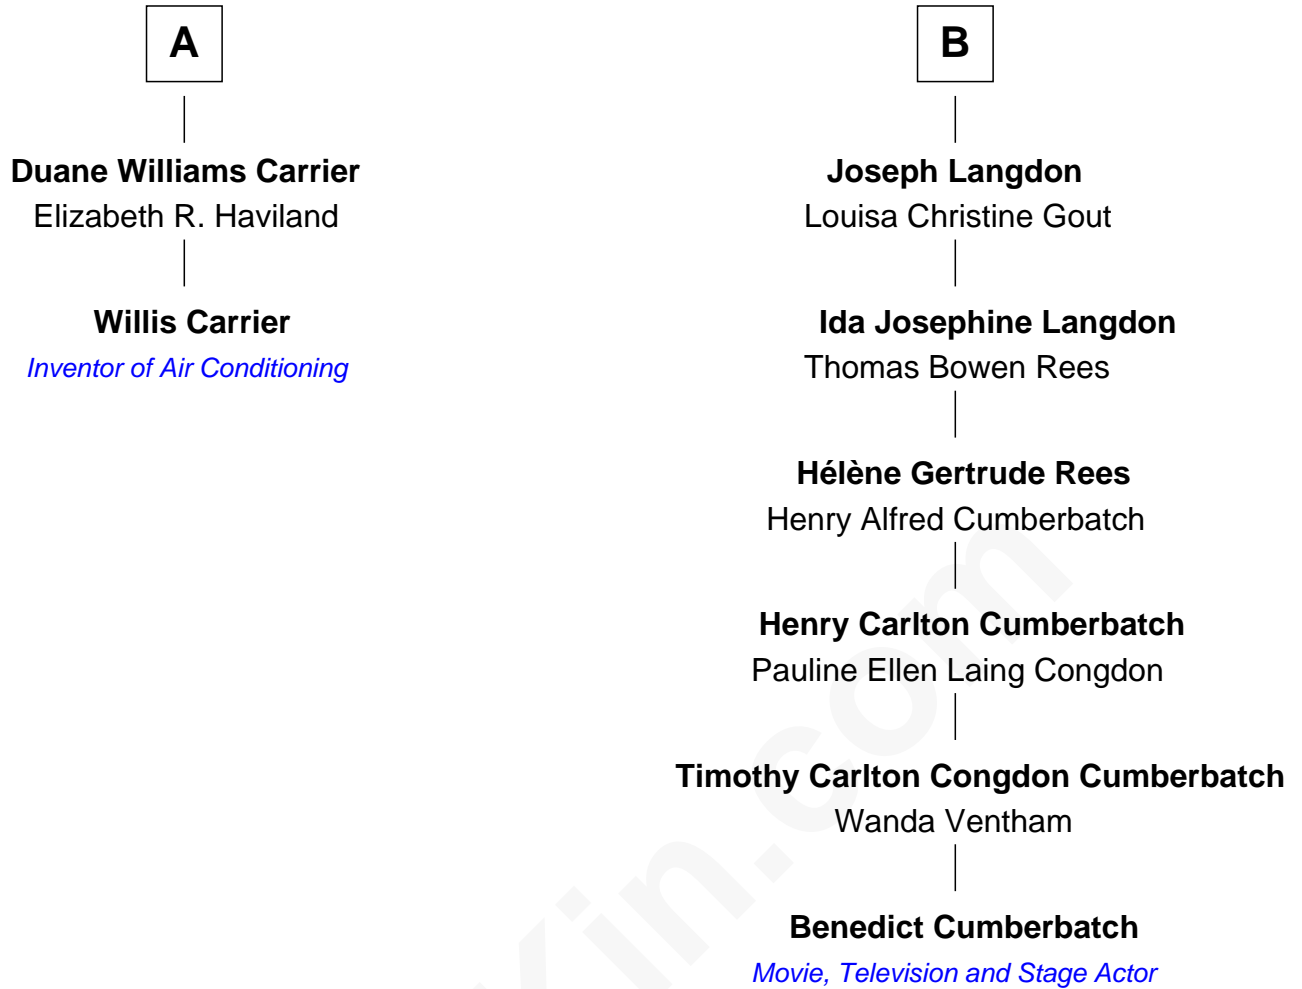 A
Duane Williams Carrier
Elizabeth R. Haviland
Willis Carrier
Inventor of Air Conditioning
B
Joseph Langdon
Louisa Christine Gout
Ida Josephine Langdon
Thomas Bowen Rees
Hélène Gertrude Rees
Henry Alfred Cumberbatch
Henry Carlton Cumberbatch
Pauline Ellen Laing Congdon
Timothy Carlton Congdon Cumberbatch
Wanda Ventham
Benedict Cumberbatch
Movie, Television and Stage Actor
Kin.com